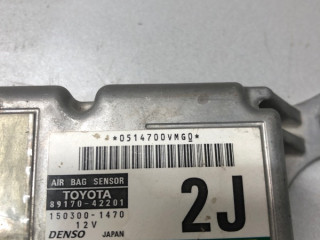 *0514700VMG0*
AIR BAG SENSOR
TOYOTA
89170-42201
150300-1470
12V
DENSO JAPAN
2J